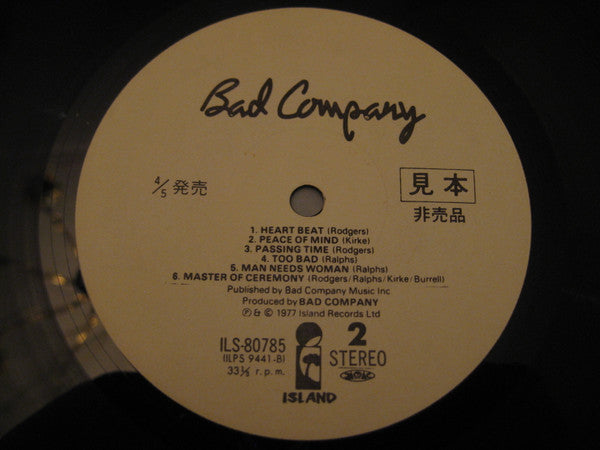 Bad Company
4/5 発売
見本
非売品
1. HEART BEAT (Rodgers)
2. PEACE OF MIND (Kirke)
3. PASSING TIME (Rodgers)
4. TOO BAD (Ralphs)
5. MAN NEEDS WOMAN (Ralphs)
6. MASTER OF CEREMONY (Rodgers/Ralphs/Kirke/Burrell)
Published by Bad Company Music Inc
Produced by BAD COMPANY
Ⓟ & © 1977 Island Records Ltd
ILS-80785
(ILPS 9441-B)
33⅓ r.p.m.
ISLAND
2
STEREO